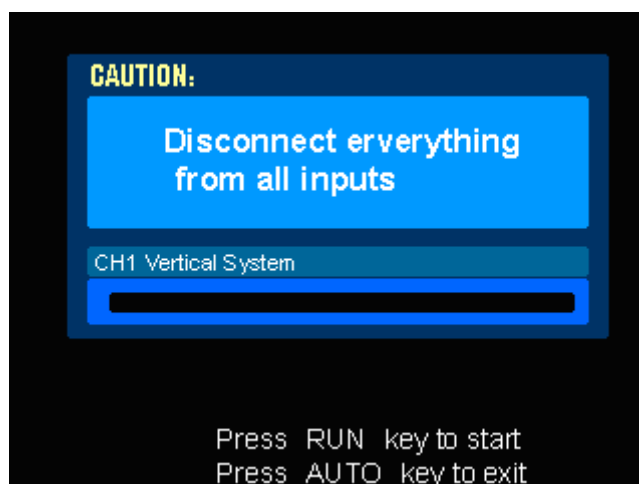 CAUTION:
Disconnect erverything
from all inputs
CH1 Vertical System
Press RUN key to start
Press AUTO key to exit